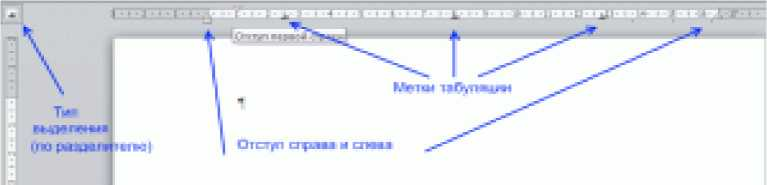 Отступ первой строки
Метки табуляции
Тип
выделения
(по разделителю)
Отступ справа и слева
¶